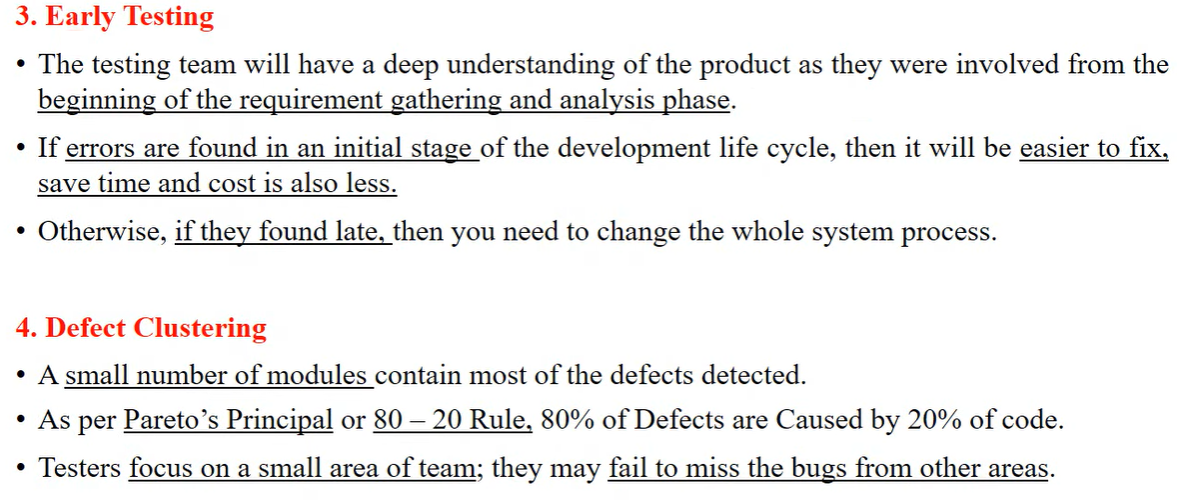 3. Early Testing
• The testing team will have a deep understanding of the product as they were involved from the
beginning of the requirement gathering and analysis phase.
• If errors are found in an initial stage of the development life cycle, then it will be easier to fix,
save time and cost is also less.
• Otherwise, if they found late, then you need to change the whole system process.
4. Defect Clustering
• A small number of modules contain most of the defects detected.
• As per Pareto’s Principal or 80 – 20 Rule, 80% of Defects are Caused by 20% of code.
• Testers focus on a small area of team; they may fail to miss the bugs from other areas.